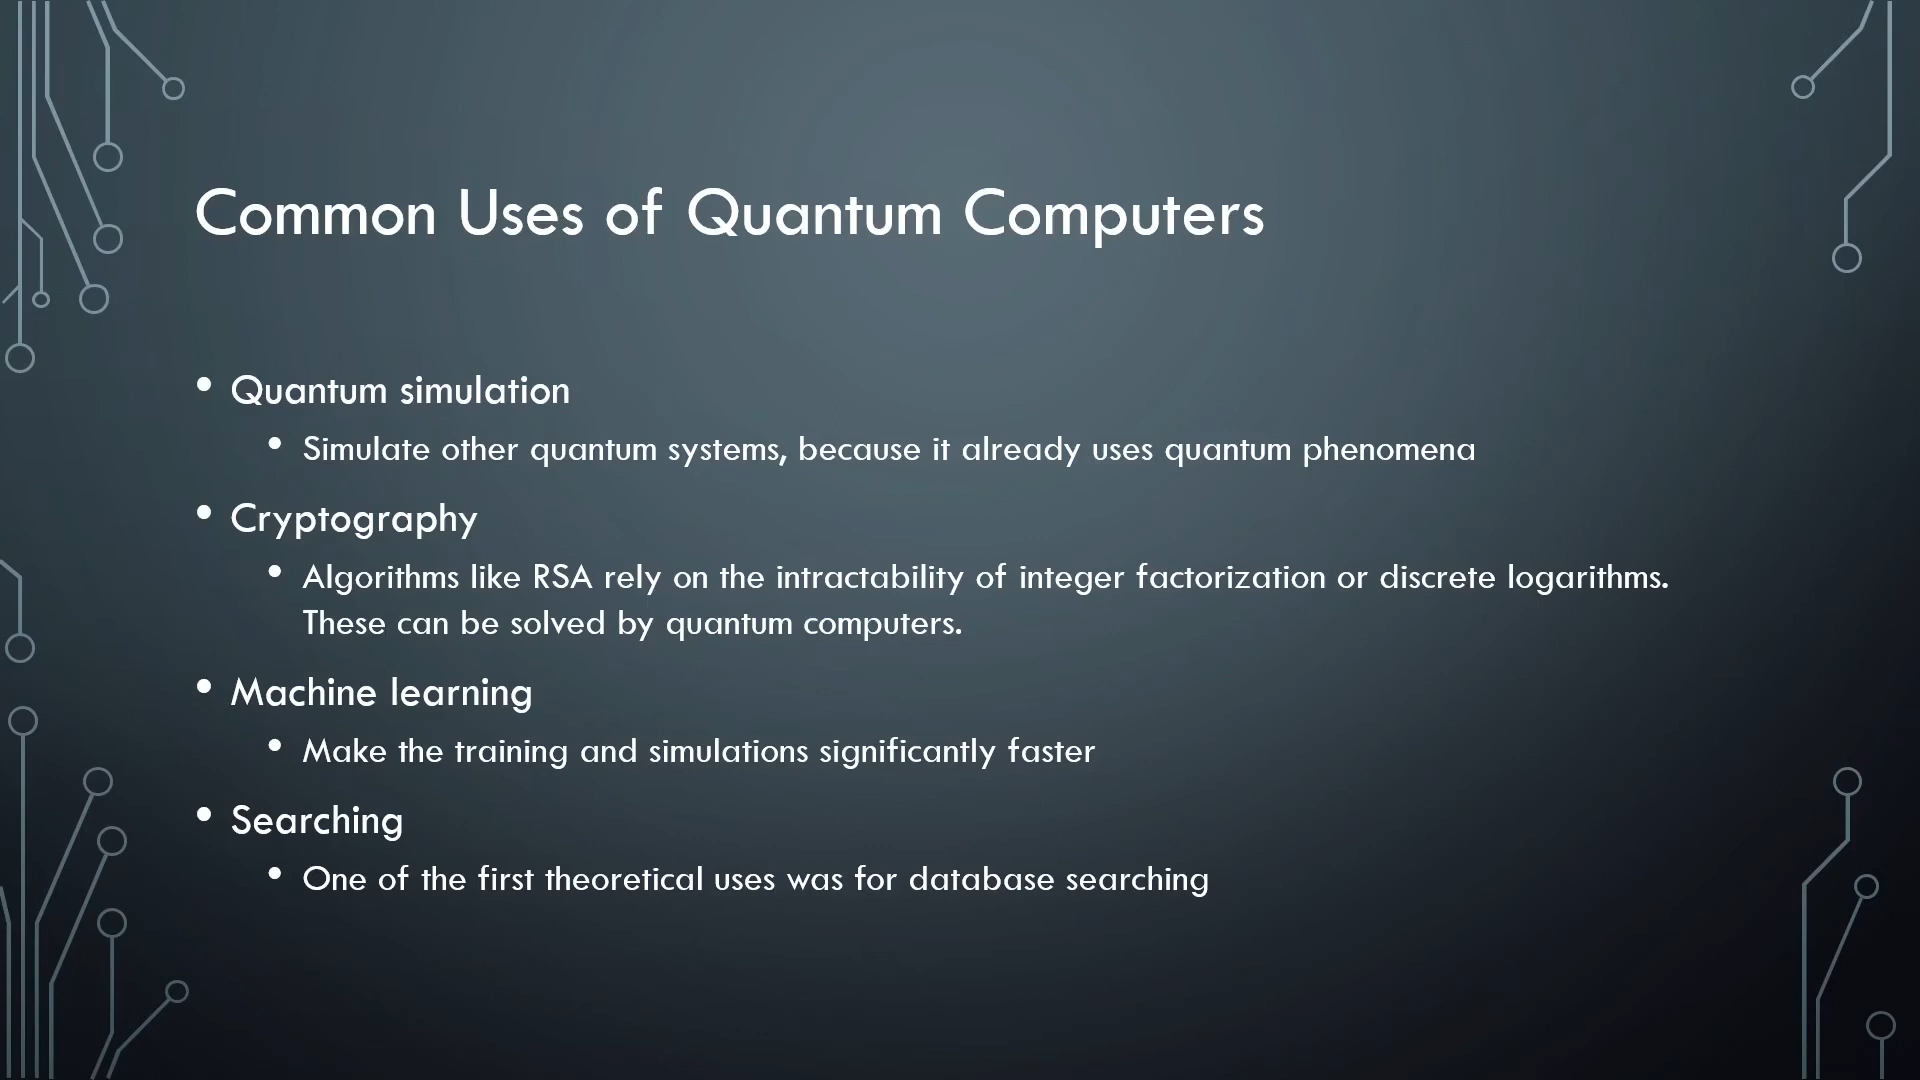 Common Uses of Quantum Computers
• Quantum simulation
• Simulate other quantum systems, because it already uses quantum phenomena
• Cryptography
• Algorithms like RSA rely on the intractability of integer factorization or discrete logarithms.
These can be solved by quantum computers.
• Machine learning
• Make the training and simulations significantly faster
• Searching
• One of the first theoretical uses was for database searching